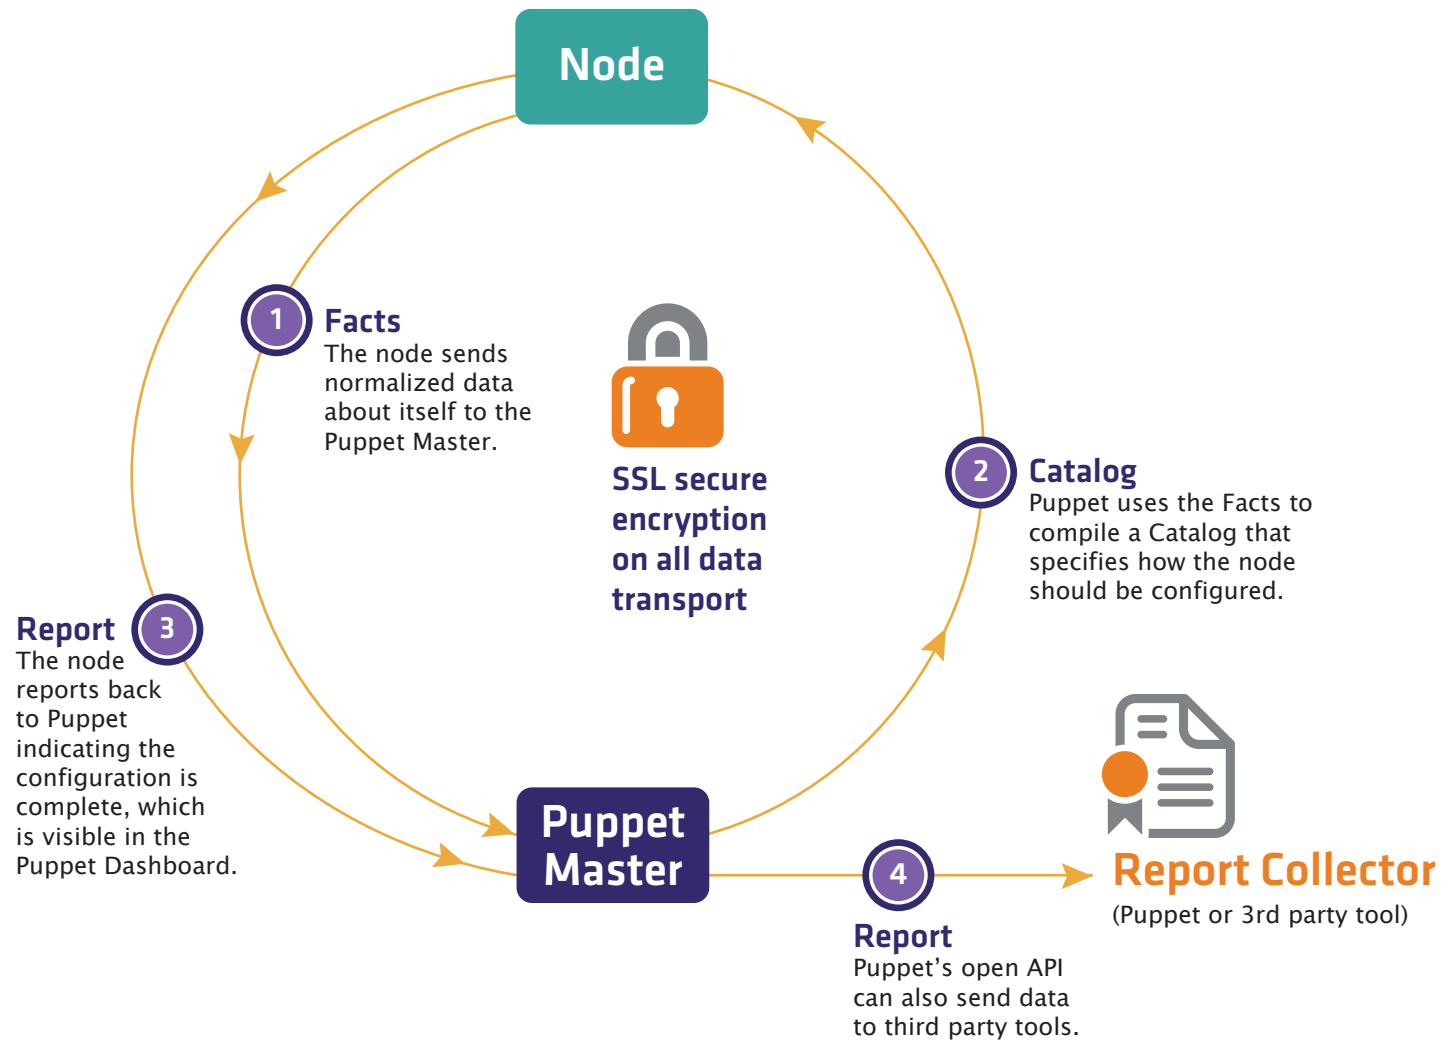 Node
1
Facts
The node sends
normalized data
about itself to the
Puppet Master.
SSL secure
encryption
on all data
transport
2
Catalog
Puppet uses the Facts to
compile a Catalog that
specifies how the node
should be configured.
3
Report
The node
reports back
to Puppet
indicating the
configuration is
complete, which
is visible in the
Puppet Dashboard.
Puppet
Master
4
Report
Puppet’s open API
can also send data
to third party tools.
Report Collector
(Puppet or 3rd party tool)